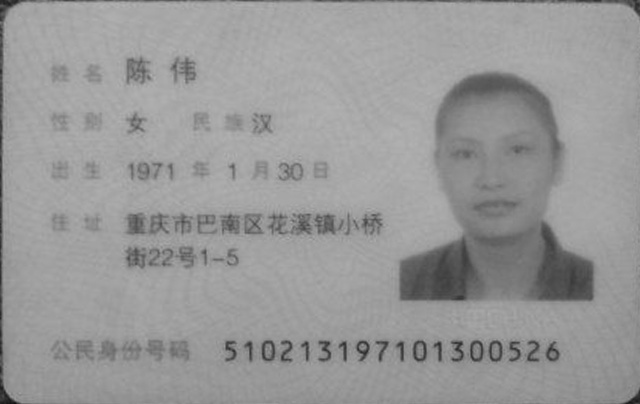 姓名 陈伟
性别 女 民族 汉
出生 1971 年 1 月 30 日
住址 重庆市巴南区花溪镇小桥
街22号1-5
公民身份号码 510213197101300526